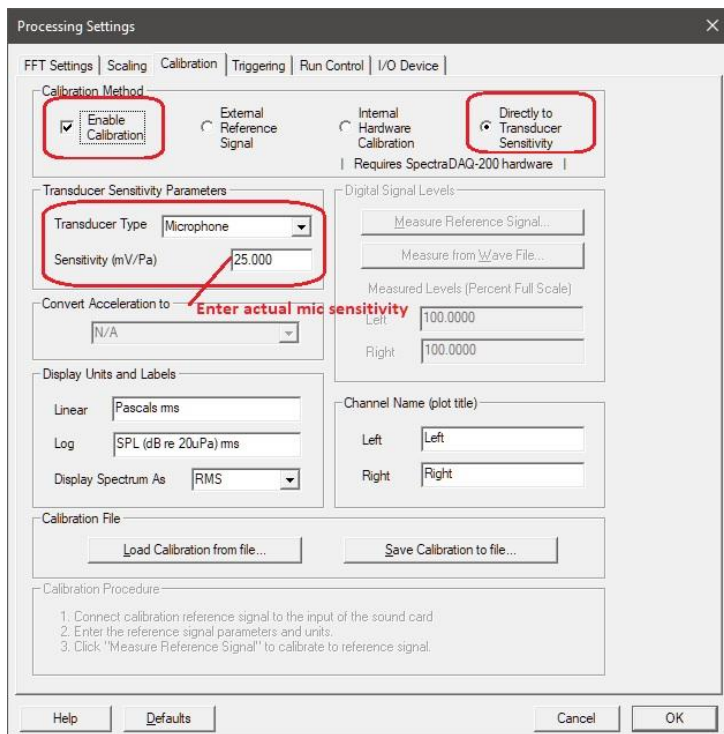 Processing Settings
FFT Settings
Scaling
Calibration
Triggering
Run Control
I/O Device
Calibration Method
Enable
Calibration
External
Reference
Signal
Internal
Hardware
Calibration
Directly to
Transducer
Sensitivity
| Requires SpectraDAQ-200 hardware |
Transducer Sensitivity Parameters
Transducer Type
Microphone
Sensitivity (mV/Pa)
25.000
Enter actual mic sensitivity
Convert Acceleration to
N/A
Digital Signal Levels
Measure Reference Signal...
Measure from Wave File...
Measured Levels (Percent Full Scale)
Left
100.0000
Right
100.0000
Display Units and Labels
Linear
Pascals rms
Log
SPL (dB re 20uPa) rms
Display Spectrum As
RMS
Channel Name (plot title)
Left
Left
Right
Right
Calibration File
Load Calibration from file...
Save Calibration to file...
Calibration Procedure
1. Connect calibration reference signal to the input of the sound card
2. Enter the reference signal parameters and units.
3. Click "Measure Reference Signal" to calibrate to reference signal.
Help
Defaults
Cancel
OK